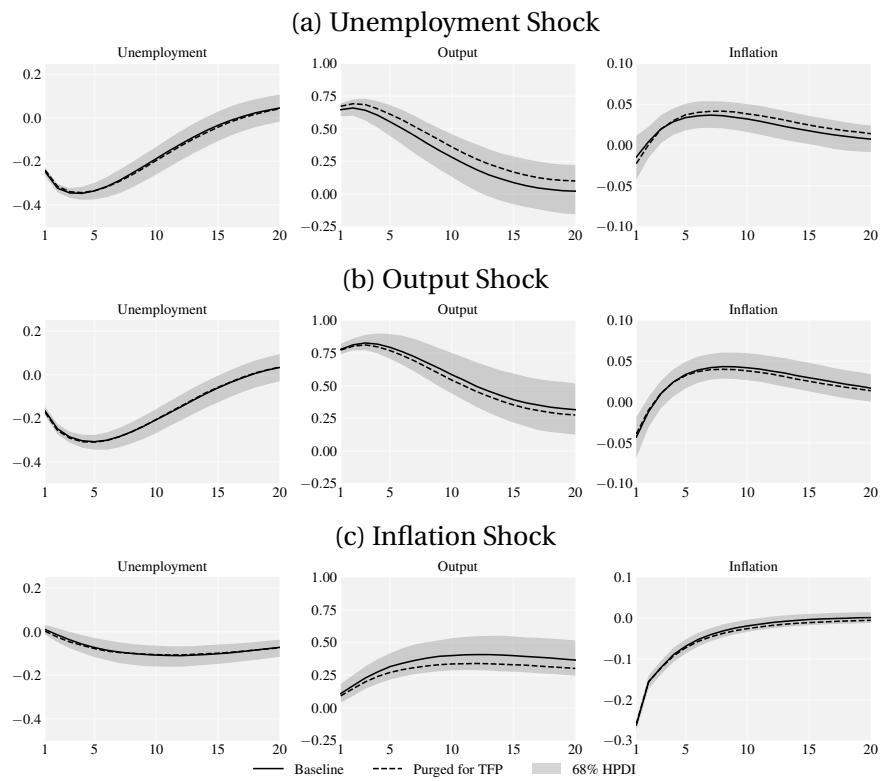 (a) Unemployment Shock
Unemployment Output Inflation
0.2
0.0
−0.2
−0.4
1 5 10 15 20
1.00
0.75
0.50
0.25
0.00
−0.25
1 5 10 15 20
0.10
0.05
0.00
−0.05
−0.10
1 5 10 15 20
(b) Output Shock
Unemployment Output Inflation
0.2
0.0
−0.2
−0.4
1 5 10 15 20
1.00
0.75
0.50
0.25
0.00
−0.25
1 5 10 15 20
0.10
0.05
0.00
−0.05
−0.10
1 5 10 15 20
(c) Inflation Shock
Unemployment Output Inflation
0.2
0.0
−0.2
−0.4
1 5 10 15 20
1.00
0.75
0.50
0.25
0.00
−0.25
1 5 10 15 20
0.1
0.0
−0.1
−0.2
−0.3
1 5 10 15 20
Baseline Purged for TFP 68% HPDI